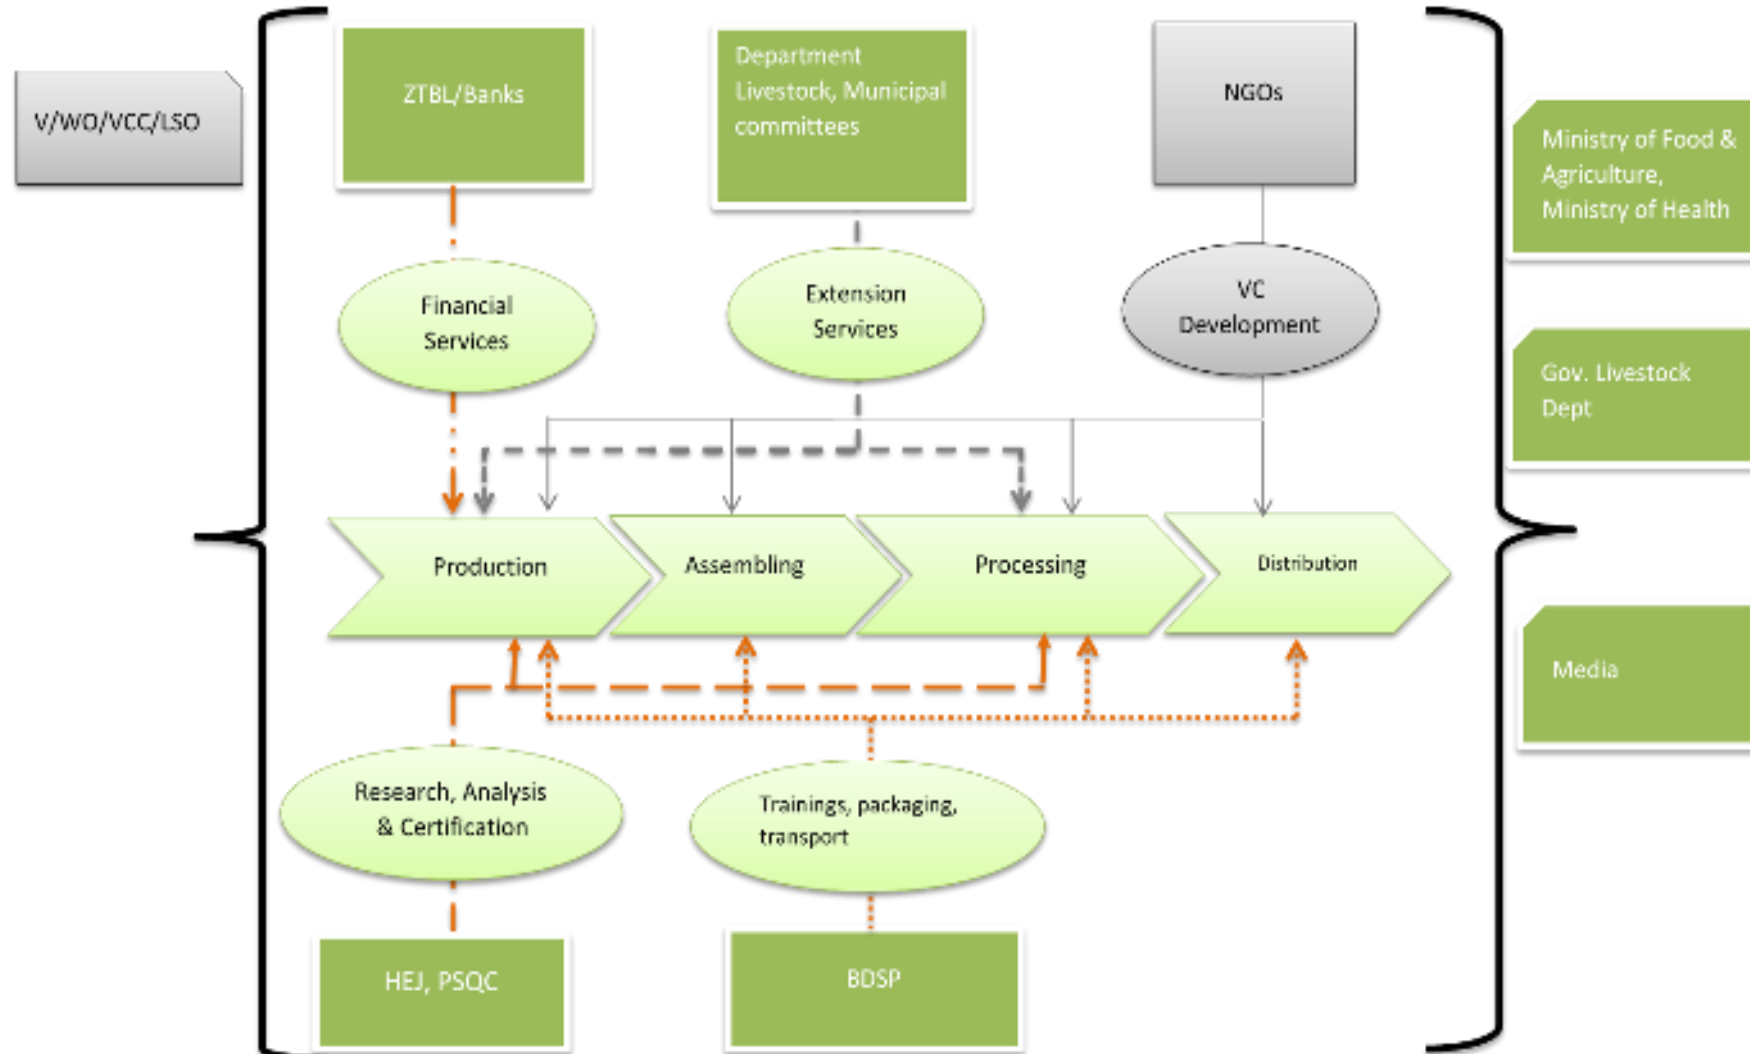 V/WO/VCC/LSO
ZTBL/Banks
Department
Livestock, Municipal
committees
NGOs
Ministry of Food &
Agriculture,
Ministry of Health
Financial
Services
Extension
Services
VC
Development
Gov. Livestock
Dept
Production
Assembling
Processing
Distribution
Media
Research, Analysis
& Certification
Trainings, packaging,
transport
HEJ, PSQC
BDSP